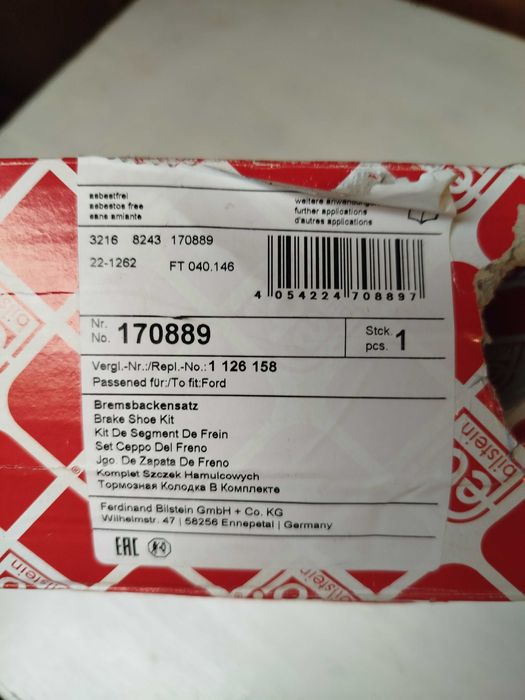 asbestfrei
asbestos free
sans amiante
weitere Anwendungen
further applications
d'autres applications
3216 8243 170889
22-1262 FT 040.146
4 054224 708897
Nr.
No. 170889
Stck.
pcs. 1
Vergl.-Nr.:/Repl.-No.: 1 126 158
Passened für:/To fit:Ford
Bremsbackensatz
Brake Shoe Kit
Kit De Segment De Frein
Set Ceppo Del Freno
Jgo. De Zapata De Freno
Komplet Szczek Hamulcowych
Тормозная Колодка В Комплекте
Ferdinand Bilstein GmbH + Co. KG
Wilhelmstr. 47 | 58256 Ennepetal | Germany
EAC
bilstein
bilstein
bilstein